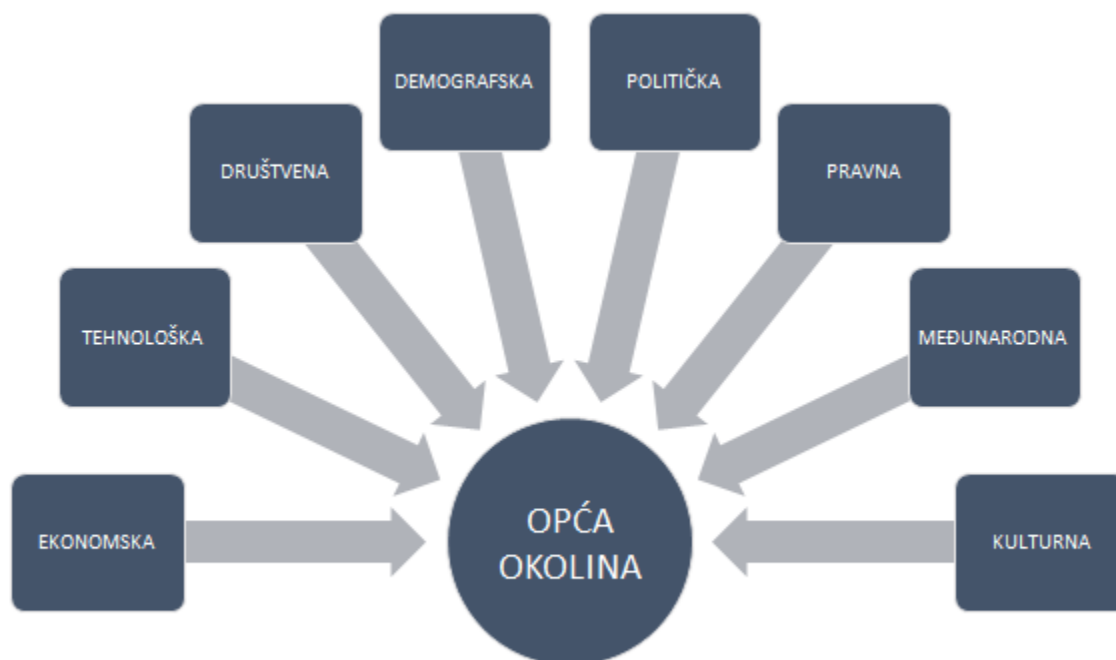 DEMOGRAFSKA
POLITIČKA
DRUŠTVENA
PRAVNA
TEHNOLOŠKA
MEĐUNARODNA
EKONOMSKA
OPĆA
OKOLINA
KULTURNA